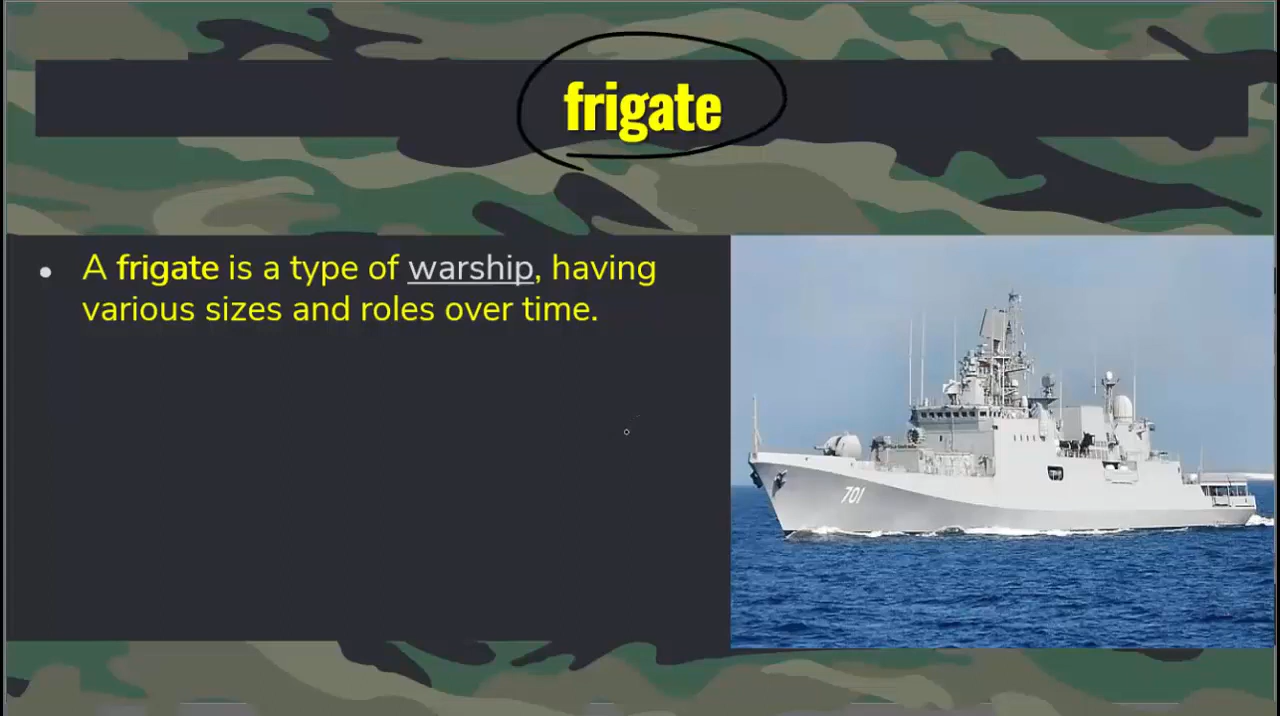 frigate
A frigate is a type of warship, having
various sizes and roles over time.
701